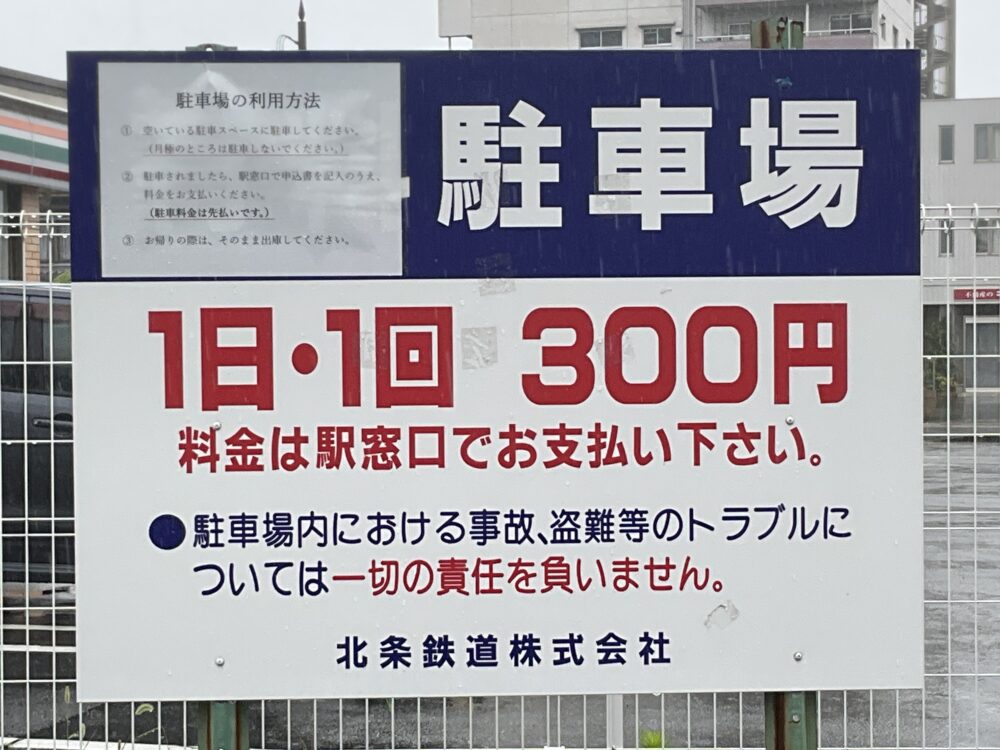 駐車場の利用方法
① 空いている駐車スペースに駐車してください。
(月極のところは駐車しないでください。)
② 駐車されましたら、駅窓口で申込書を記入のうえ、
料金をお支払いください。
(駐車料金は先払いです。)
③ お帰りの際は、そのまま出庫してください。
駐車場
1日・1回 300円
料金は駅窓口でお支払い下さい。
●駐車場内における事故、盗難等のトラブルに
ついては一切の責任を負いません。
北条鉄道株式会社
不動産の